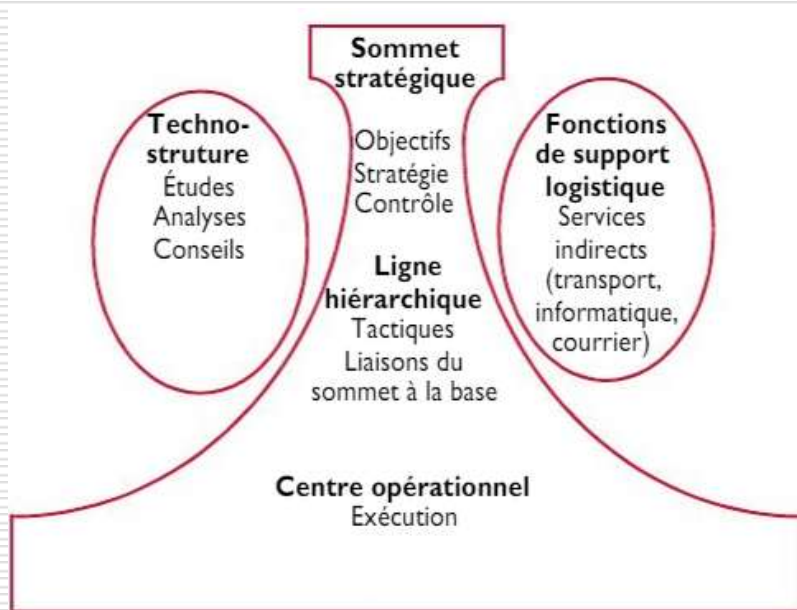 Sommet
stratégique
Objectifs
Stratégie
Contrôle
Techno-
struture
Études
Analyses
Conseils
Fonctions
de support
logistique
Services
indirects
(transport,
informatique,
courrier)
Ligne
hiérarchique
Tactiques
Liaisons du
sommet à la base
Centre opérationnel
Exécution